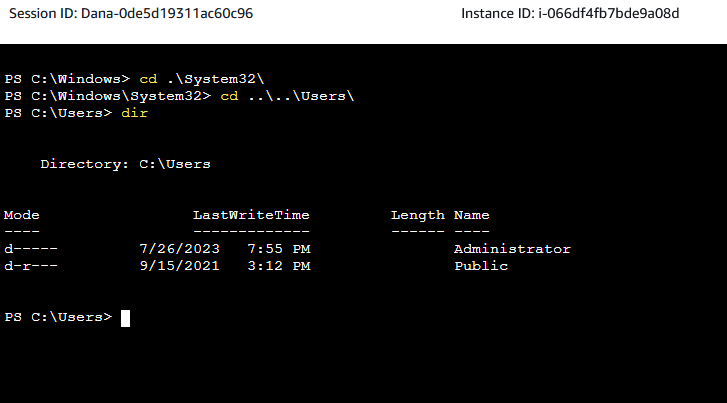 Session ID: Dana-0de5d19311ac60c96 Instance ID: i-066df4fb7bde9a08d
PS C:\Windows> cd .\System32\
PS C:\Windows\System32> cd ..\..\Users\
PS C:\Users> dir
Directory: C:\Users
Mode LastWriteTime Length Name
---- ------------- ------ ----
d----- 7/26/2023 7:55 PM Administrator
d-r--- 9/15/2021 3:12 PM Public
PS C:\Users>